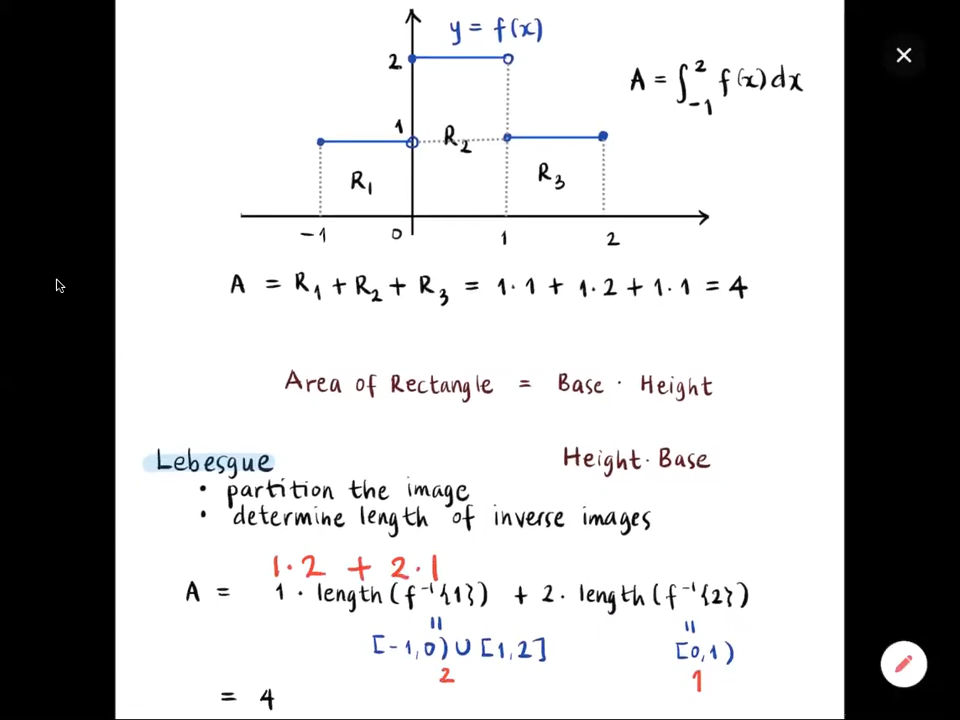 y = f(x)
2
A = ∫₋₁² f(x)dx
1
R₂
R₁
R₃
-1 0 1 2
A = R₁ + R₂ + R₃ = 1·1 + 1·2 + 1·1 = 4
Area of Rectangle = Base · Height
Lebesgue Height · Base
• partition the image
• determine length of inverse images
1·2 + 2·1
A = 1 · length(f⁻¹{1}) + 2 · length(f⁻¹{2})
= =
[-1,0) ∪ [1,2] [0,1)
2 1
= 4